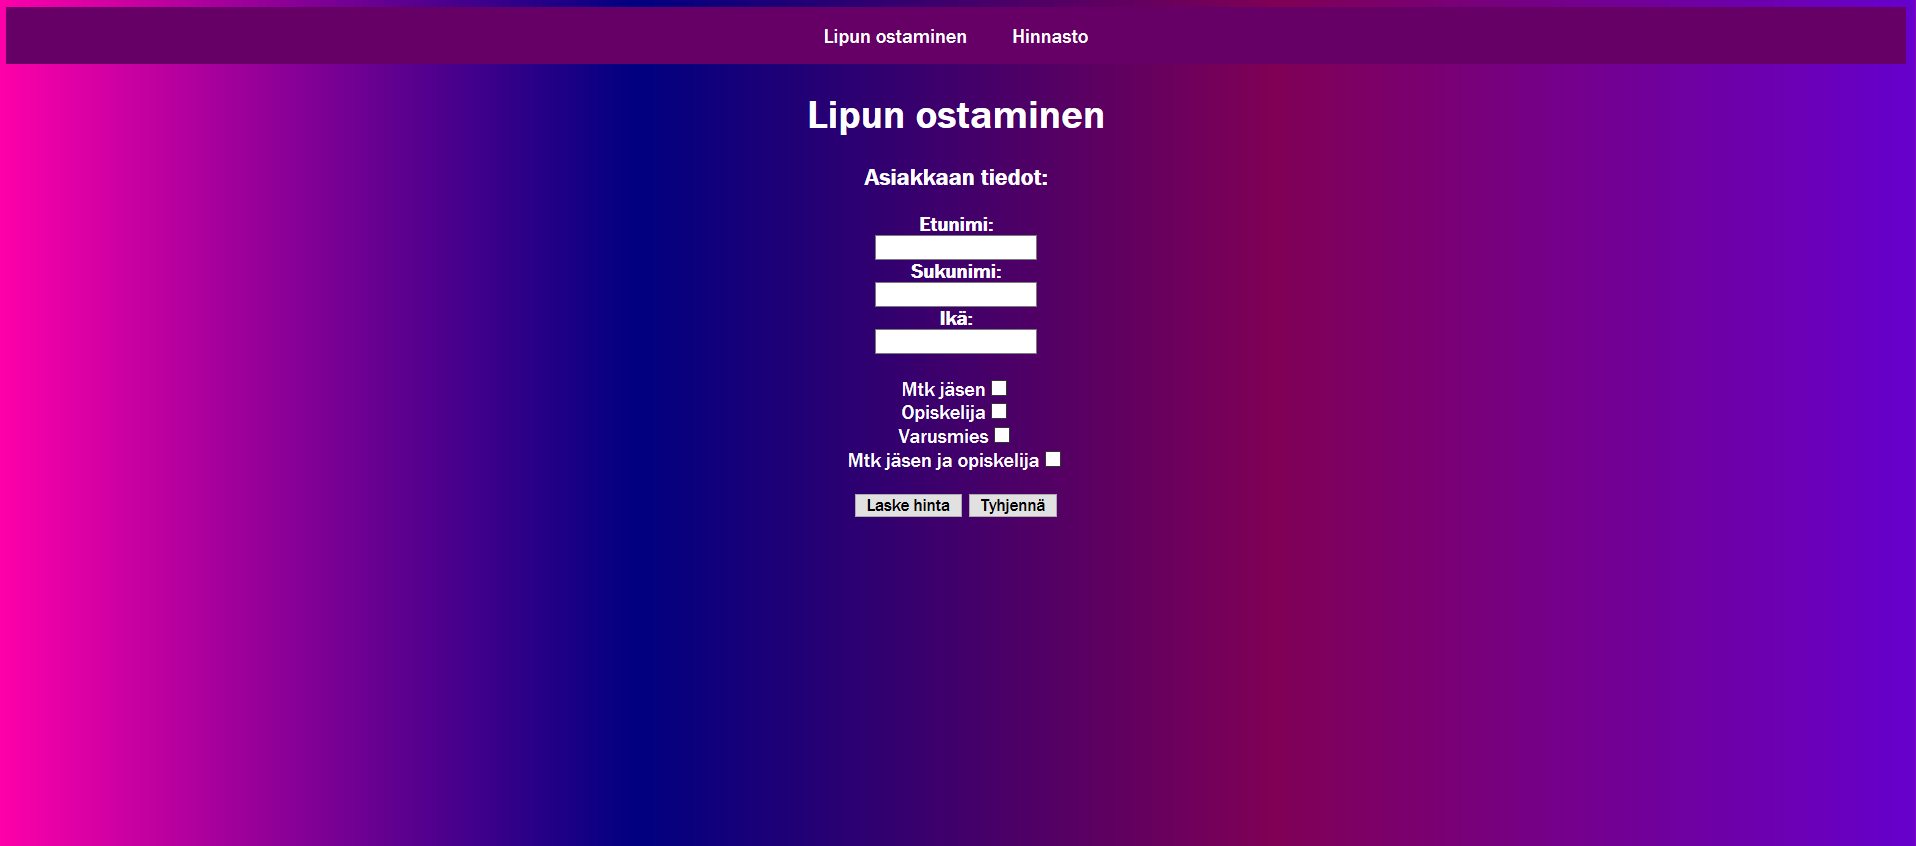 Lipun ostaminen Hinnasto
Lipun ostaminen
Asiakkaan tiedot:
Etunimi:
Sukunimi:
Ikä:
Mtk jäsen
Opiskelija
Varusmies
Mtk jäsen ja opiskelija
Laske hinta Tyhjennä